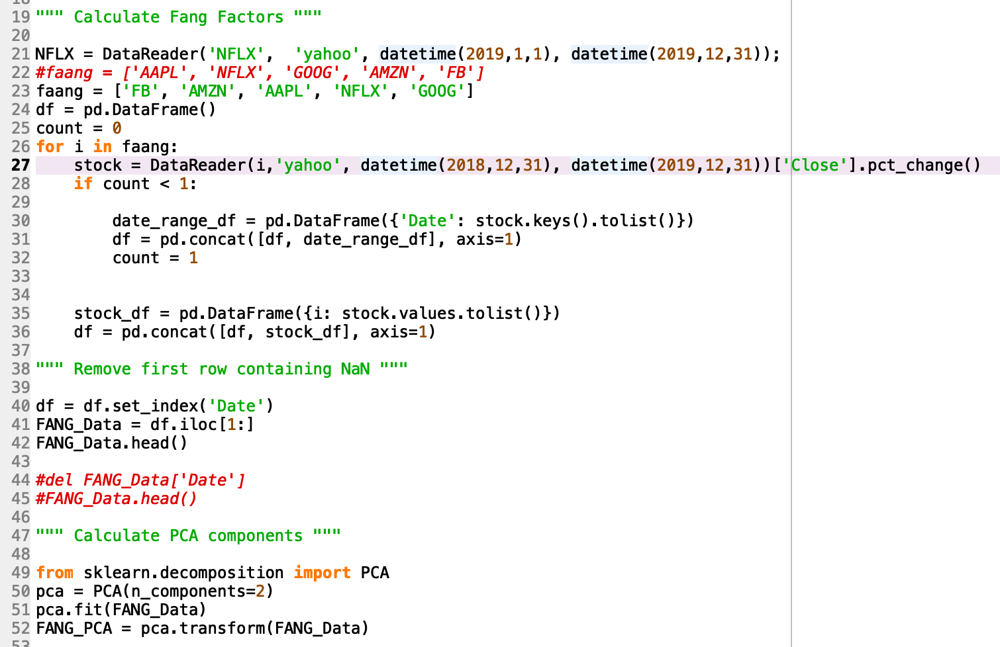 18
19 """ Calculate Fang Factors """
20
21 NFLX = DataReader('NFLX',  'yahoo', datetime(2019,1,1), datetime(2019,12,31));
22 #faang = ['AAPL', 'NFLX', 'GOOG', 'AMZN', 'FB']
23 faang = ['FB', 'AMZN', 'AAPL', 'NFLX', 'GOOG']
24 df = pd.DataFrame()
25 count = 0
26 for i in faang:
27     stock = DataReader(i,'yahoo', datetime(2018,12,31), datetime(2019,12,31))['Close'].pct_change()
28     if count < 1:
29
30         date_range_df = pd.DataFrame({'Date': stock.keys().tolist()})
31         df = pd.concat([df, date_range_df], axis=1)
32         count = 1
33
34
35     stock_df = pd.DataFrame({i: stock.values.tolist()})
36     df = pd.concat([df, stock_df], axis=1)
37
38 """ Remove first row containing NaN """
39
40 df = df.set_index('Date')
41 FANG_Data = df.iloc[1:]
42 FANG_Data.head()
43
44 #del FANG_Data['Date']
45 #FANG_Data.head()
46
47 """ Calculate PCA components """
48
49 from sklearn.decomposition import PCA
50 pca = PCA(n_components=2)
51 pca.fit(FANG_Data)
52 FANG_PCA = pca.transform(FANG_Data)
53